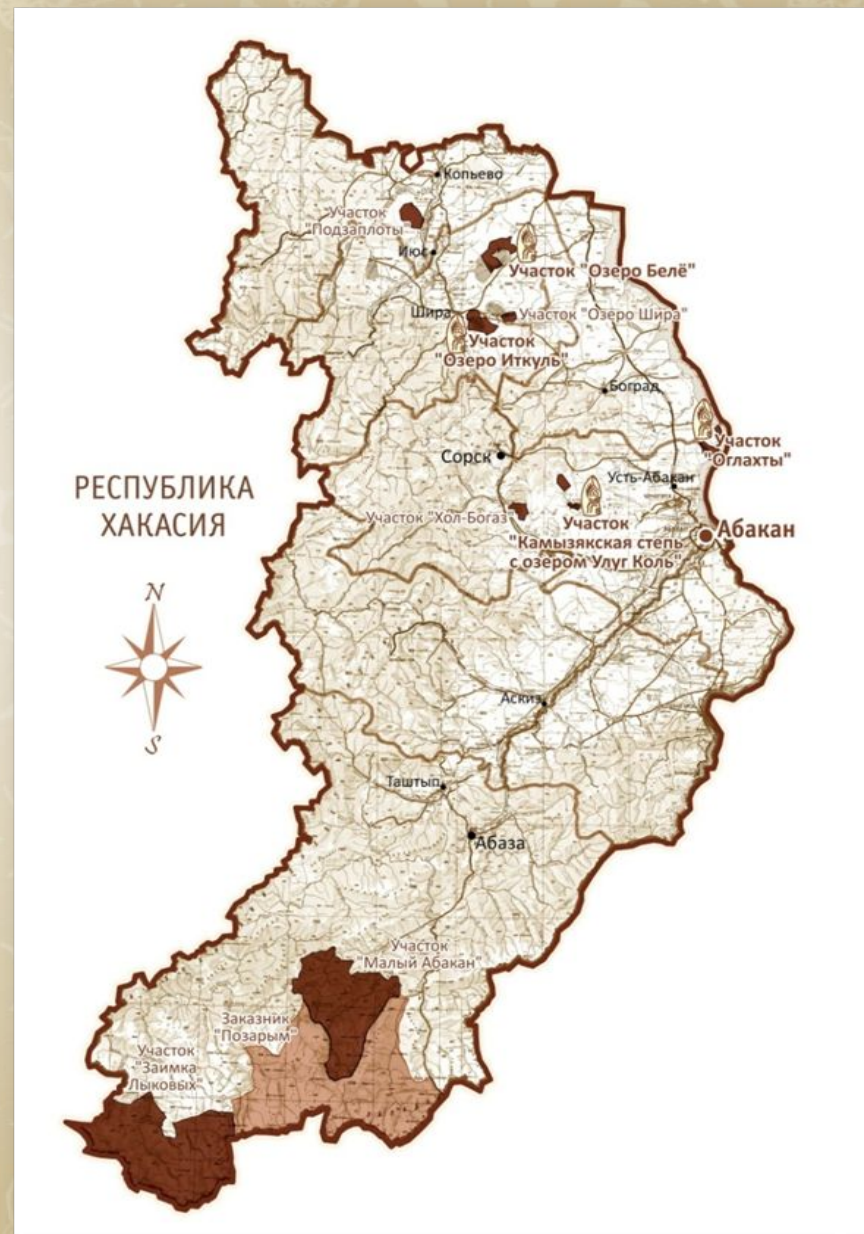 Копьево
Участок
"Подзаплоты"
Июс
Участок "Озеро Белё"
Шира
Участок "Озеро Шира"
Участок
"Озеро Иткуль"
Боград
Участок
"Оглахты"
Сорск
Усть-Абакан
РЕСПУБЛИКА
ХАКАСИЯ
Участок "Хол-Богаз"
Участок
"Камызякская степь
с озером Улуг Коль"
Абакан
N
S
Аскиз
Таштып
Абаза
Участок
"Малый Абакан"
Заказник
"Позарым"
Участок
"Заимка
Лыковых"